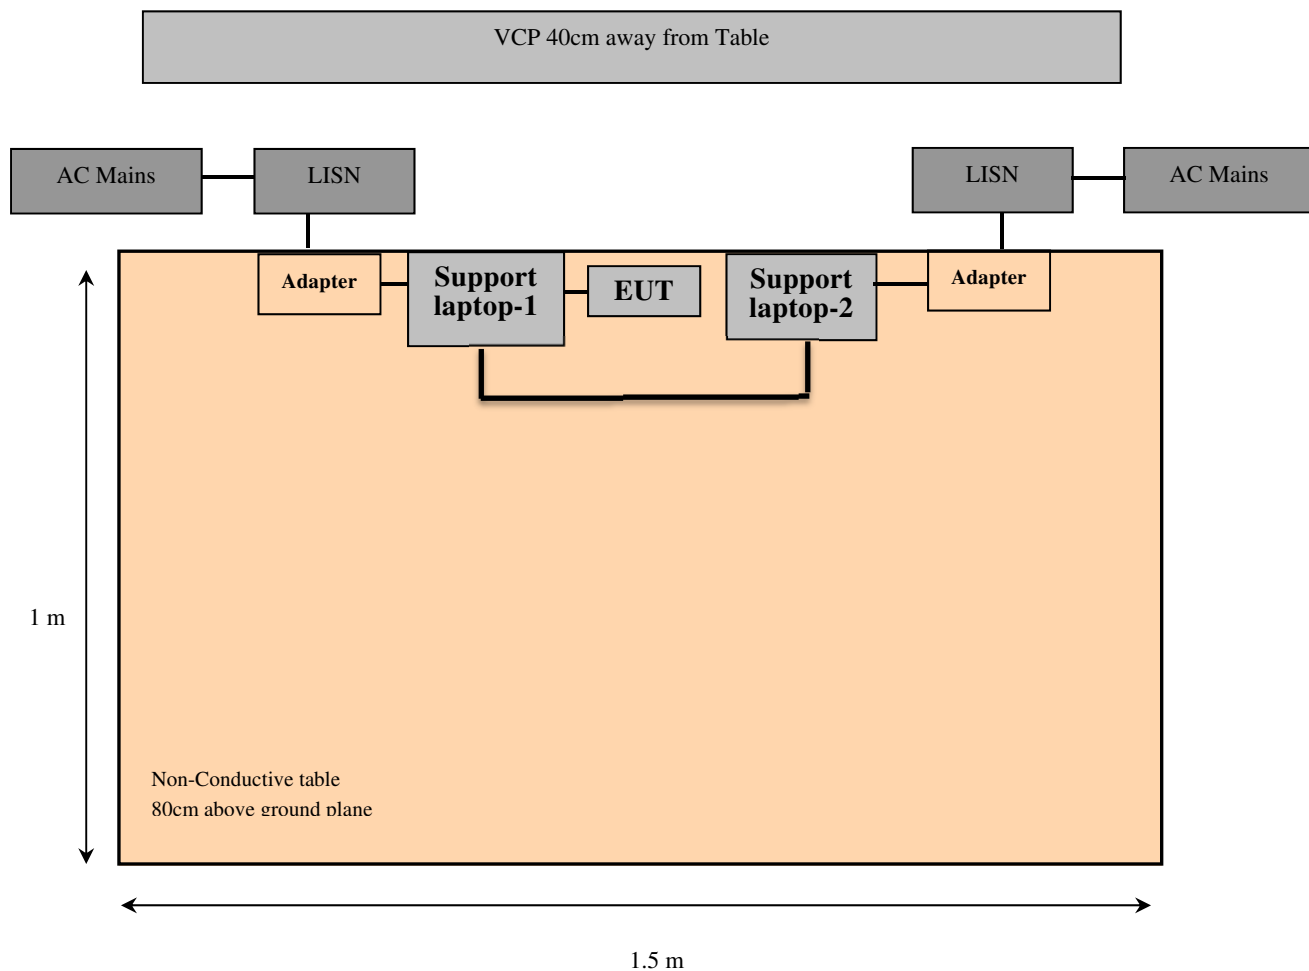 VCP 40cm away from Table
AC Mains
LISN
LISN
AC Mains
Adapter
Support
laptop-1
EUT
Support
laptop-2
Adapter
1 m
Non-Conductive table
80cm above ground plane
1.5 m